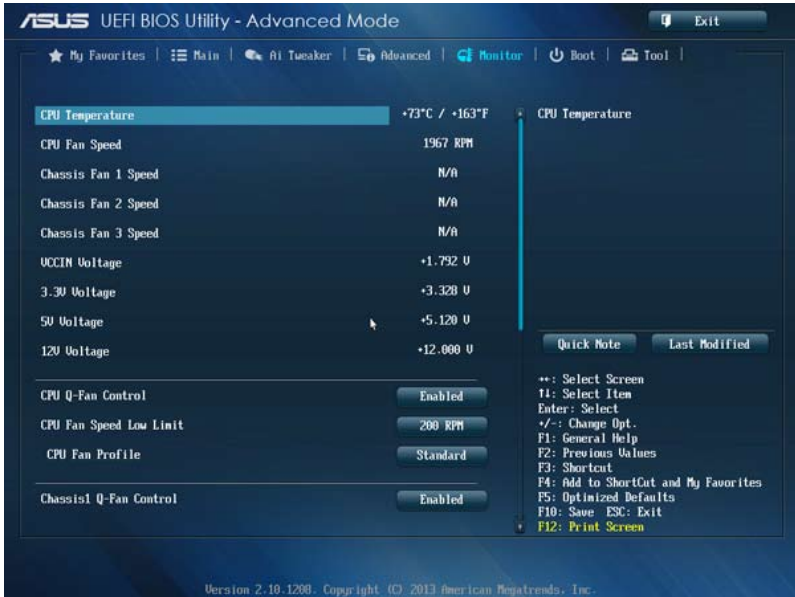 ASUS UEFI BIOS Utility - Advanced Mode
Exit
My Favorites | Main | Ai Tweaker | Advanced | Monitor | Boot | Tool |
CPU Temperature +73°C / +163°F
CPU Temperature
CPU Fan Speed 1967 RPM
Chassis Fan 1 Speed N/A
Chassis Fan 2 Speed N/A
Chassis Fan 3 Speed N/A
VCCIN Voltage +1.792 V
3.3V Voltage +3.328 V
5V Voltage +5.120 V
12V Voltage +12.000 V
CPU Q-Fan Control Enabled
CPU Fan Speed Low Limit 200 RPM
CPU Fan Profile Standard
Chassis1 Q-Fan Control Enabled
Quick Note Last Modified
→←: Select Screen
↑↓: Select Item
Enter: Select
+/-: Change Opt.
F1: General Help
F2: Previous Values
F3: Shortcut
F4: Add to ShortCut and My Favorites
F5: Optimized Defaults
F10: Save ESC: Exit
F12: Print Screen
Version 2.10.1208. Copyright (C) 2013 American Megatrends, Inc.